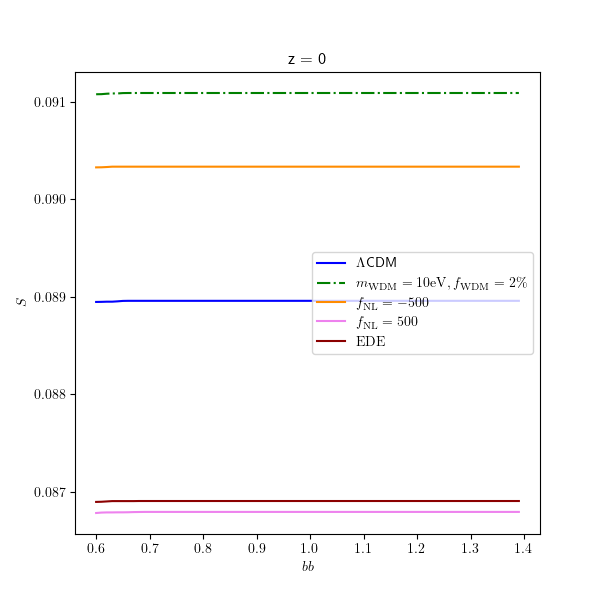 z = 0
0.091
0.090
0.089
0.088
0.087
S
ΛCDM
m_WDM = 10eV, f_WDM = 2%
f_NL = −500
f_NL = 500
EDE
0.6 0.7 0.8 0.9 1.0 1.1 1.2 1.3 1.4
bb